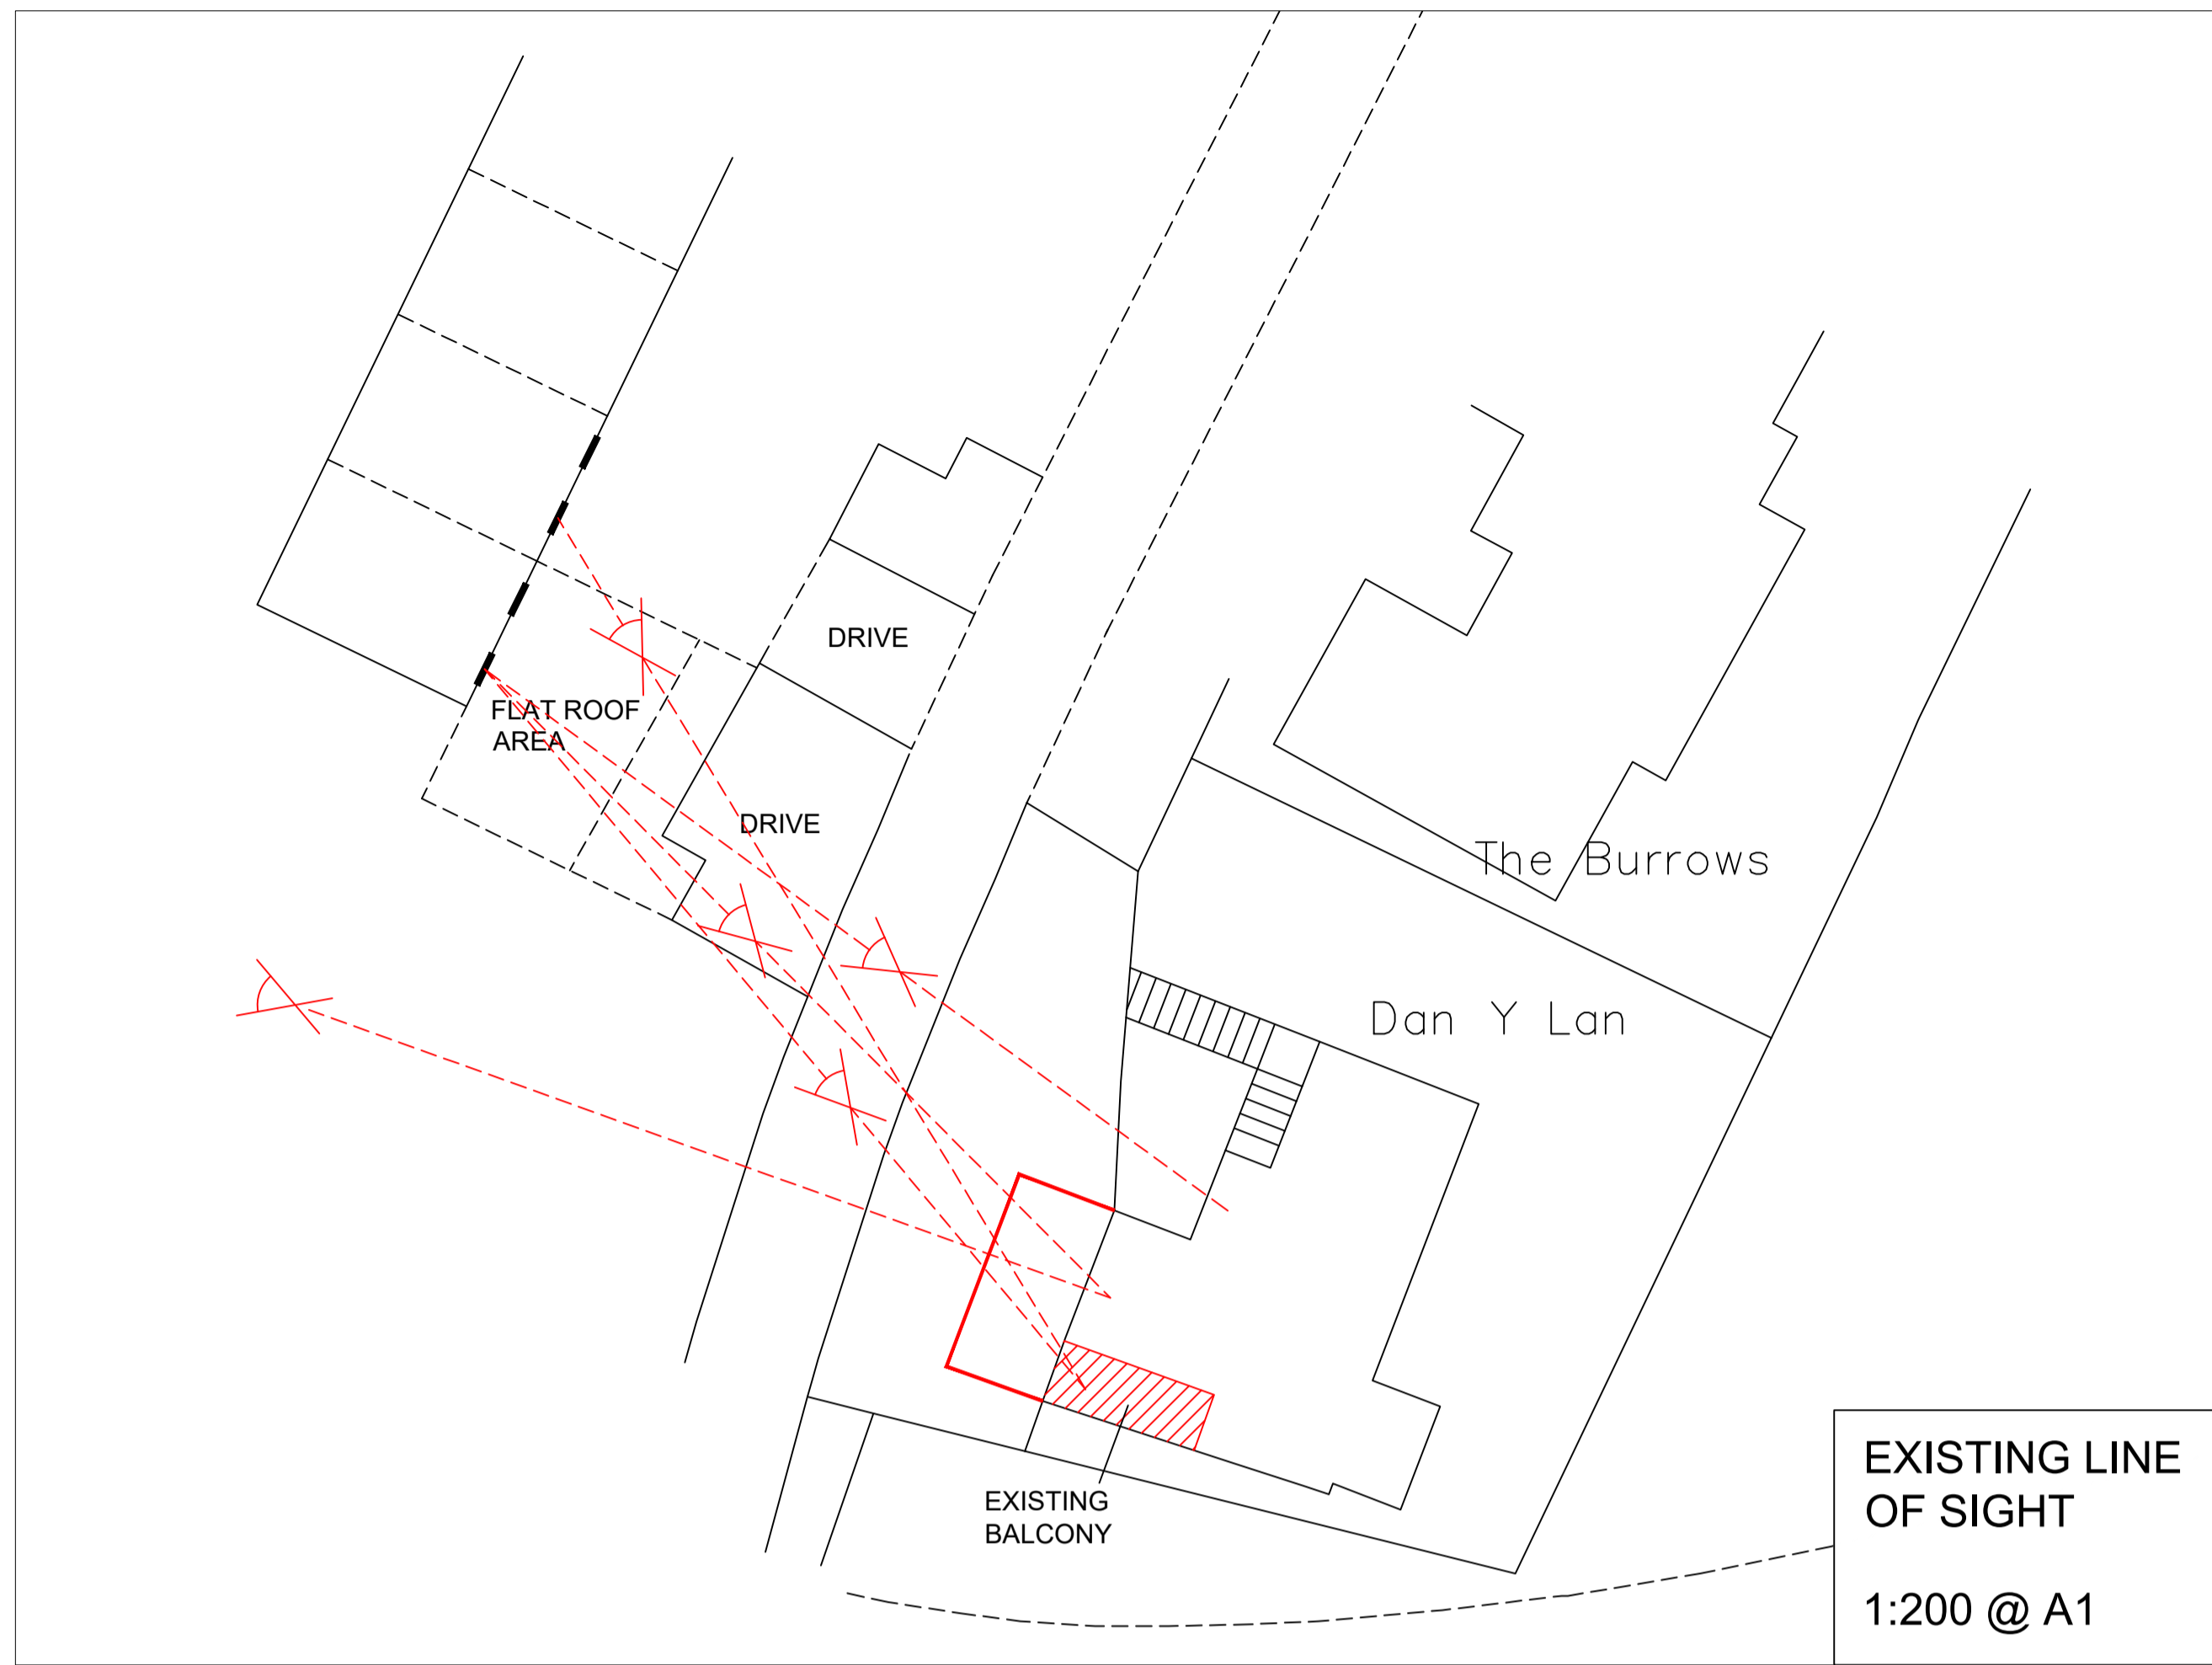 DRIVE
FLAT ROOF
AREA
DRIVE
The Burrows
Dan Y Lan
EXISTING
BALCONY
EXISTING LINE
OF SIGHT
1:200 @ A1